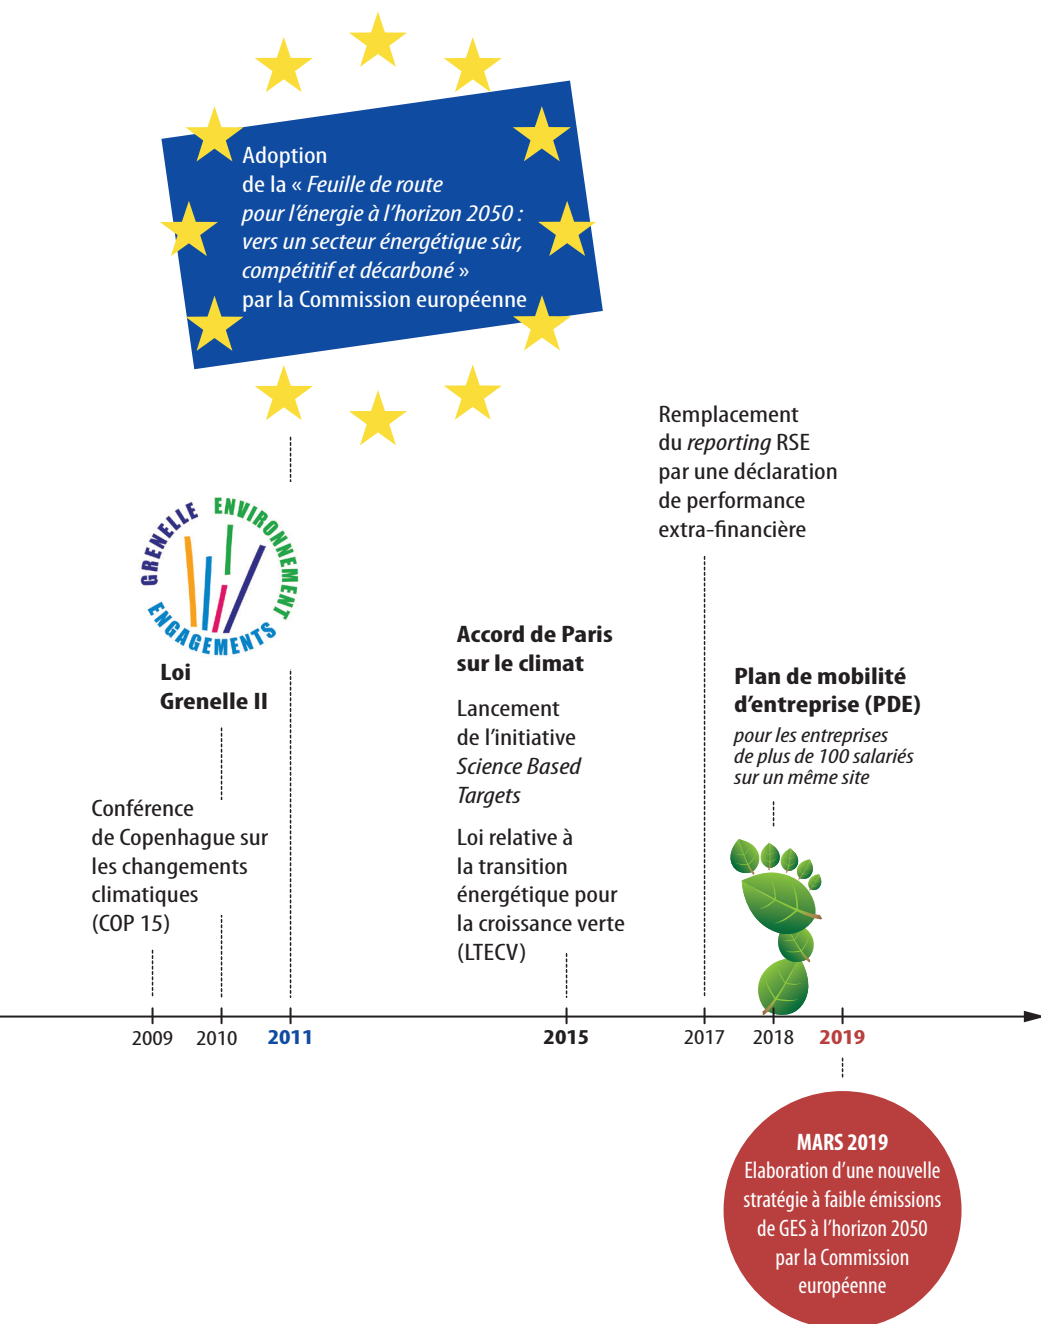 Adoption
de la « Feuille de route
pour l’énergie à l’horizon 2050 :
vers un secteur énergétique sûr,
compétitif et décarboné »
par la Commission européenne
Remplacement
du reporting RSE
par une déclaration
de performance
extra-financière
GRENELLE ENVIRONNEMENT
ENGAGEMENTS
Loi
Grenelle II
Accord de Paris
sur le climat
Lancement
de l’initiative
Science Based
Targets
Loi relative à
la transition
énergétique pour
la croissance verte
(LTECV)
Plan de mobilité
d’entreprise (PDE)
pour les entreprises
de plus de 100 salariés
sur un même site
Conférence
de Copenhague sur
les changements
climatiques
(COP 15)
2009 2010 2011 2015 2017 2018 2019
MARS 2019
Elaboration d’une nouvelle
stratégie à faible émissions
de GES à l’horizon 2050
par la Commission
européenne